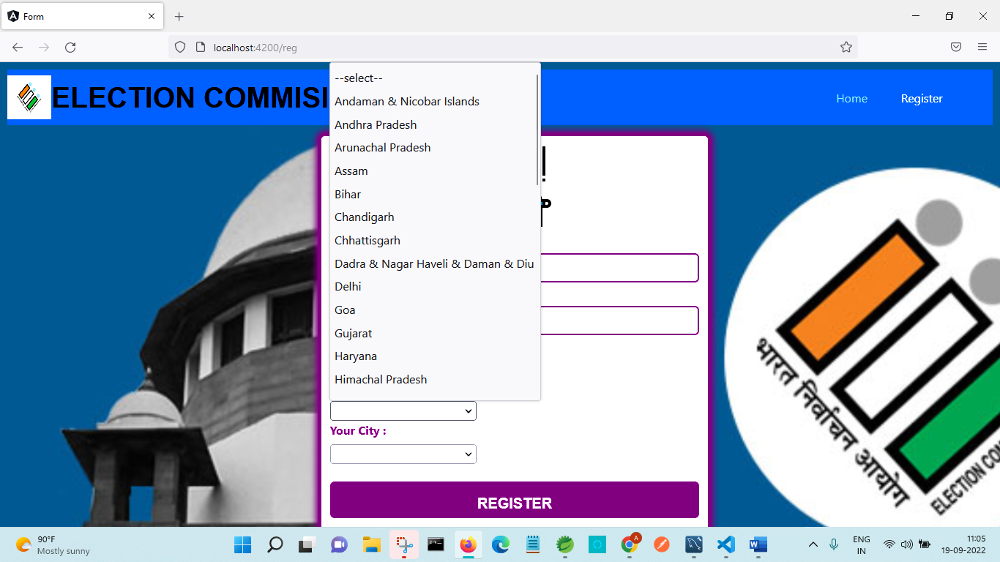 Form
localhost:4200/reg
ELECTION COMMISI
Home
Register
--select--
Andaman & Nicobar Islands
Andhra Pradesh
Arunachal Pradesh
Assam
Bihar
Chandigarh
Chhattisgarh
Dadra & Nagar Haveli & Daman & Diu
Delhi
Goa
Gujarat
Haryana
Himachal Pradesh
Your City :
REGISTER
भारत निर्वाचन आयोग
ELECTION CO
90°F
Mostly sunny
A
ENG
IN
11:05
19-09-2022